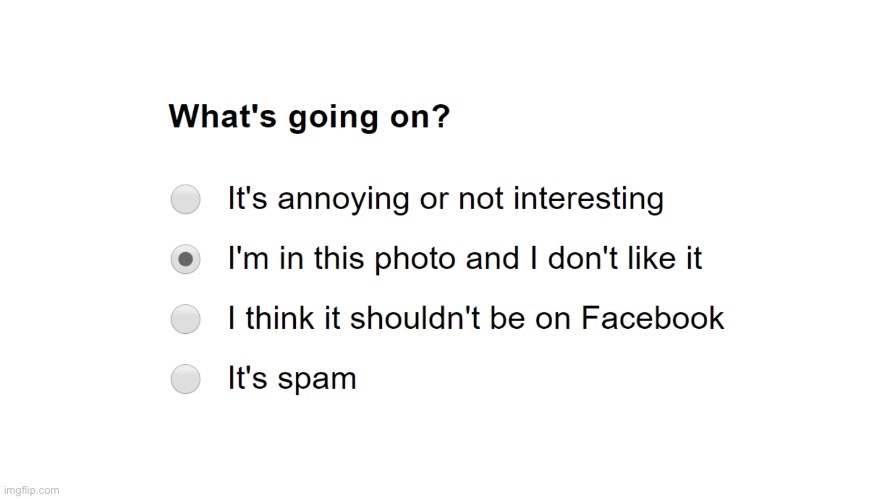 What's going on?
It's annoying or not interesting
I'm in this photo and I don't like it
I think it shouldn't be on Facebook
It's spam
imgflip.com